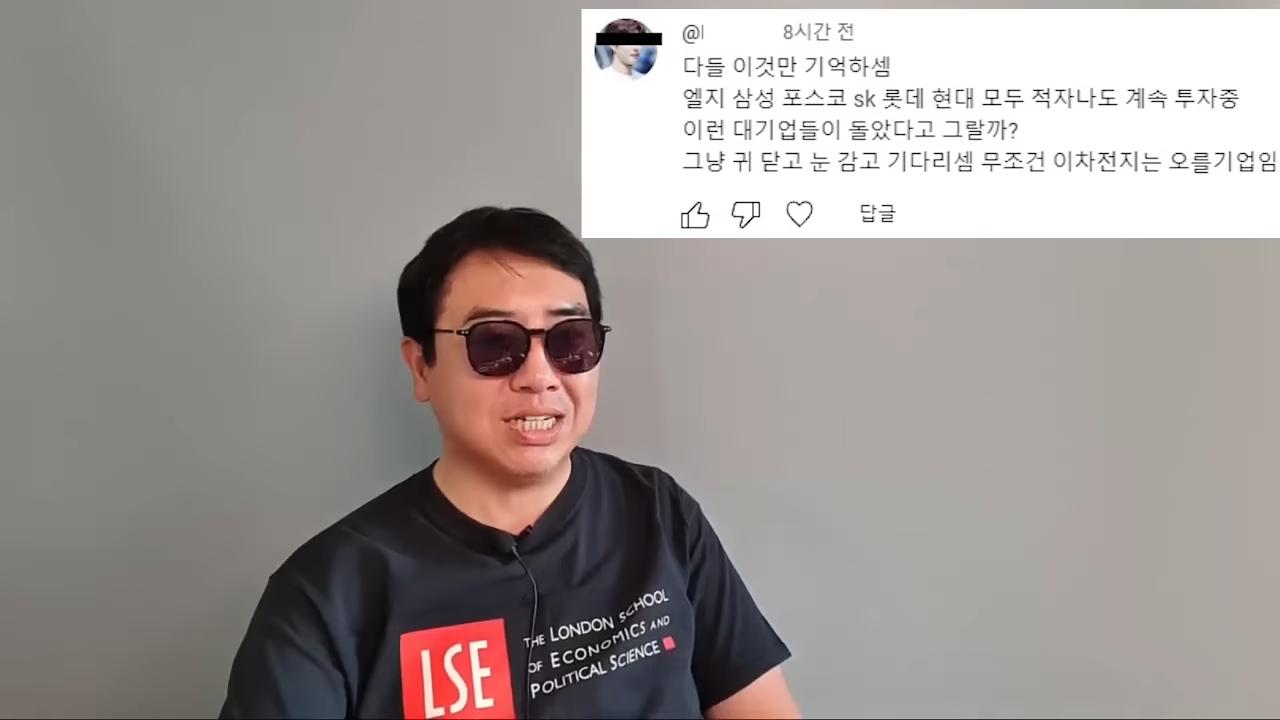 @
8시간 전
다들 이것만 기억하셈
엘지 삼성 포스코 sk 롯데 현대 모두 적자나도 계속 투자중
이런 대기업들이 돌았다고 그랄까?
그냥 귀 닫고 눈 감고 기다리셈 무조건 이차전지는 오를기업임
답글
LSE
THE LONDON SCHOOL
OF ECONOMICS AND
POLITICAL SCIENCE